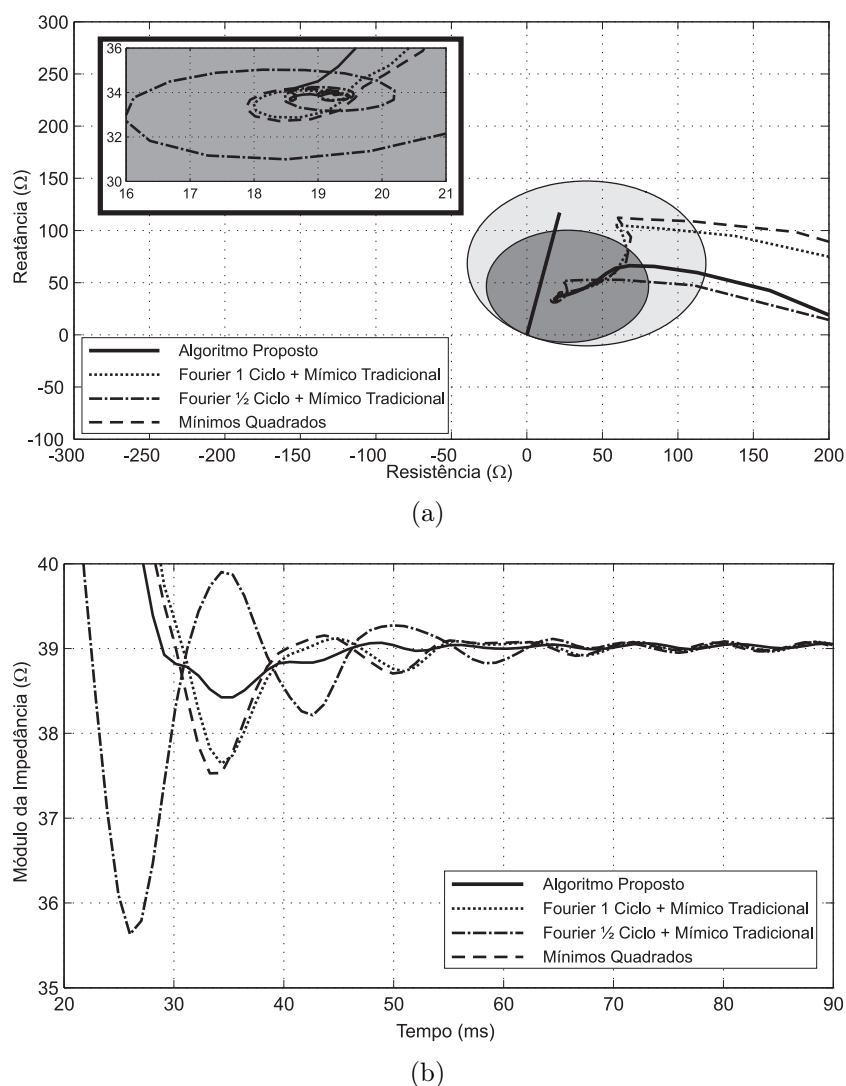 300
250
200
150
100
50
0
-50
-100
Reatância (Ω)
36
34
33
32
30
16 17 18 19 20 21
Algoritmo Proposto
Fourier 1 Ciclo + Mímico Tradicional
Fourier ½ Ciclo + Mímico Tradicional
Mínimos Quadrados
-300 -250 -200 -150 -100 -50 0 50 100 150 200
Resistência (Ω)
(a)
40
39
38
37
36
35
Módulo da Impedância (Ω)
Algoritmo Proposto
Fourier 1 Ciclo + Mímico Tradicional
Fourier ½ Ciclo + Mímico Tradicional
Mínimos Quadrados
20 30 40 50 60 70 80 90
Tempo (ms)
(b)